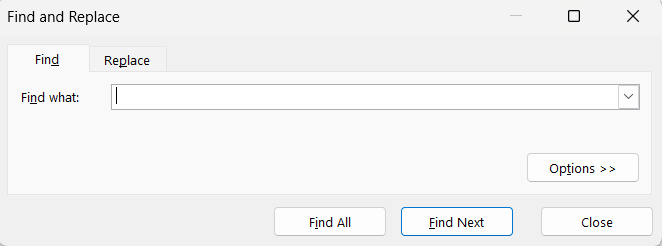 Find and Replace
Find
Replace
Find what:
Options >>
Find All
Find Next
Close